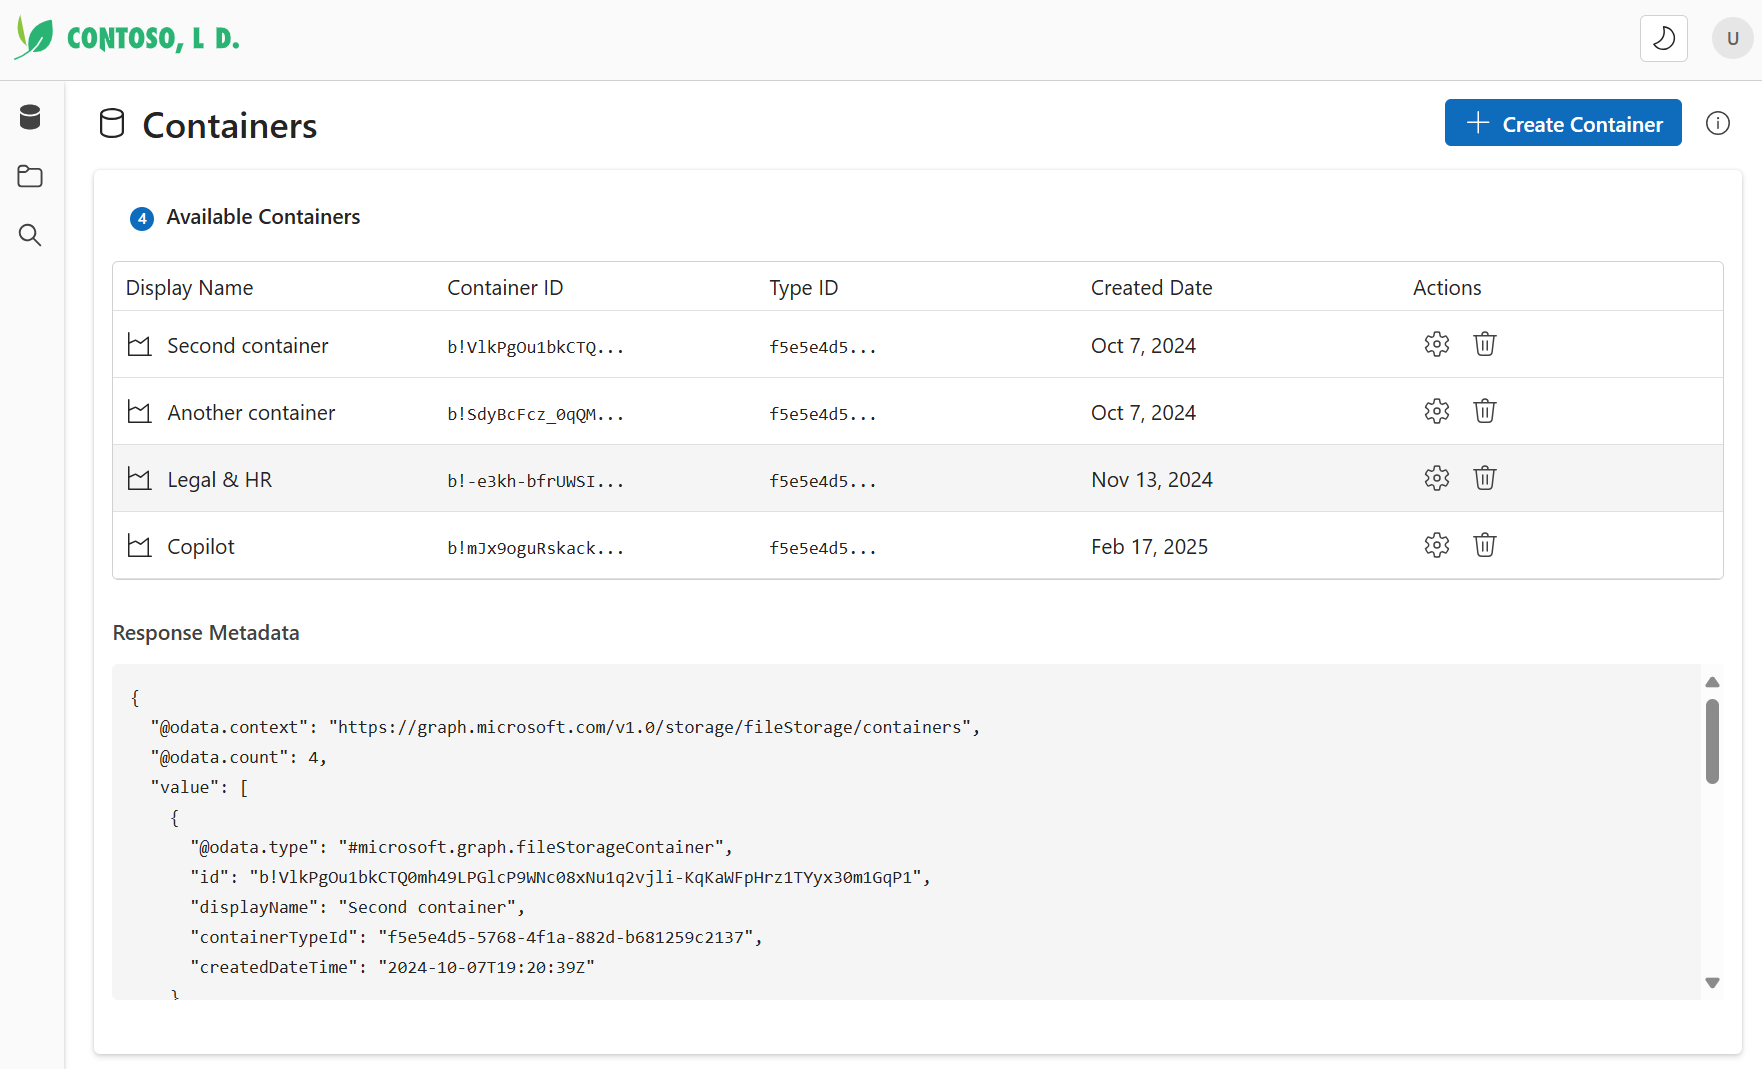 CONTOSO, L D.
U
Containers
Create Container
4 Available Containers
Display Name Container ID Type ID Created Date Actions
Second container b!VlkPgOu1bkCTQ... f5e5e4d5... Oct 7, 2024
Another container b!SdyBcFcz_0qQM... f5e5e4d5... Oct 7, 2024
Legal & HR b!-e3kh-bfrUWSI... f5e5e4d5... Nov 13, 2024
Copilot b!mJx9oguRskack... f5e5e4d5... Feb 17, 2025
Response Metadata
{
"@odata.context": "https://graph.microsoft.com/v1.0/storage/fileStorage/containers",
"@odata.count": 4,
"value": [
{
"@odata.type": "#microsoft.graph.fileStorageContainer",
"id": "b!VlkPgOu1bkCTQ0mh49LPGlcP9WNc08xNu1q2vjli-KqKaWFpHrz1TYyx30m1GqP1",
"displayName": "Second container",
"containerTypeId": "f5e5e4d5-5768-4f1a-882d-b681259c2137",
"createdDateTime": "2024-10-07T19:20:39Z"
}